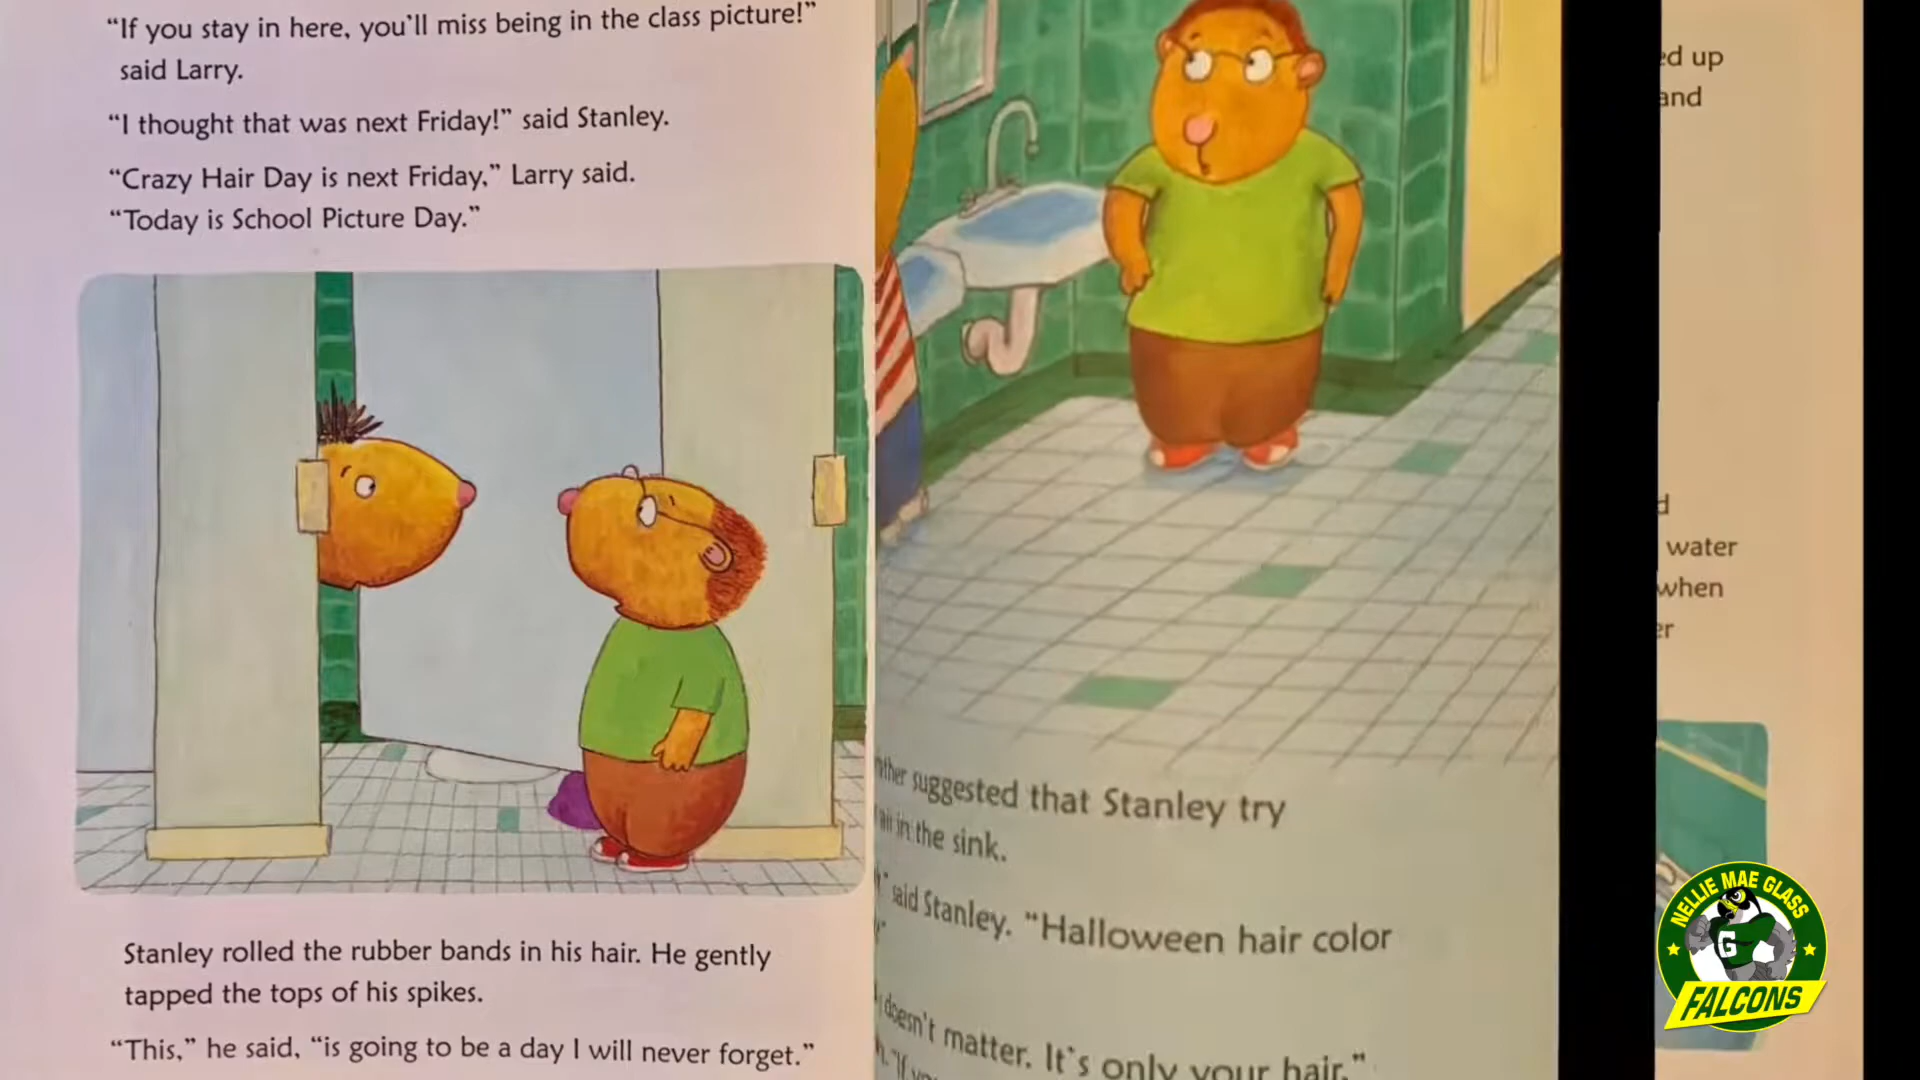 “If you stay in here, you’ll miss being in the class picture!”
said Larry.
“I thought that was next Friday!” said Stanley.
“Crazy Hair Day is next Friday,” Larry said.
“Today is School Picture Day.”
Stanley rolled the rubber bands in his hair. He gently
tapped the tops of his spikes.
“This,” he said, “is going to be a day I will never forget.”
suggested that Stanley try
in the sink.
said Stanley. “Halloween hair color
doesn't matter. It's only your hair.”
up
and
water
when
NELLIE MAE GLASS
G
FALCONS